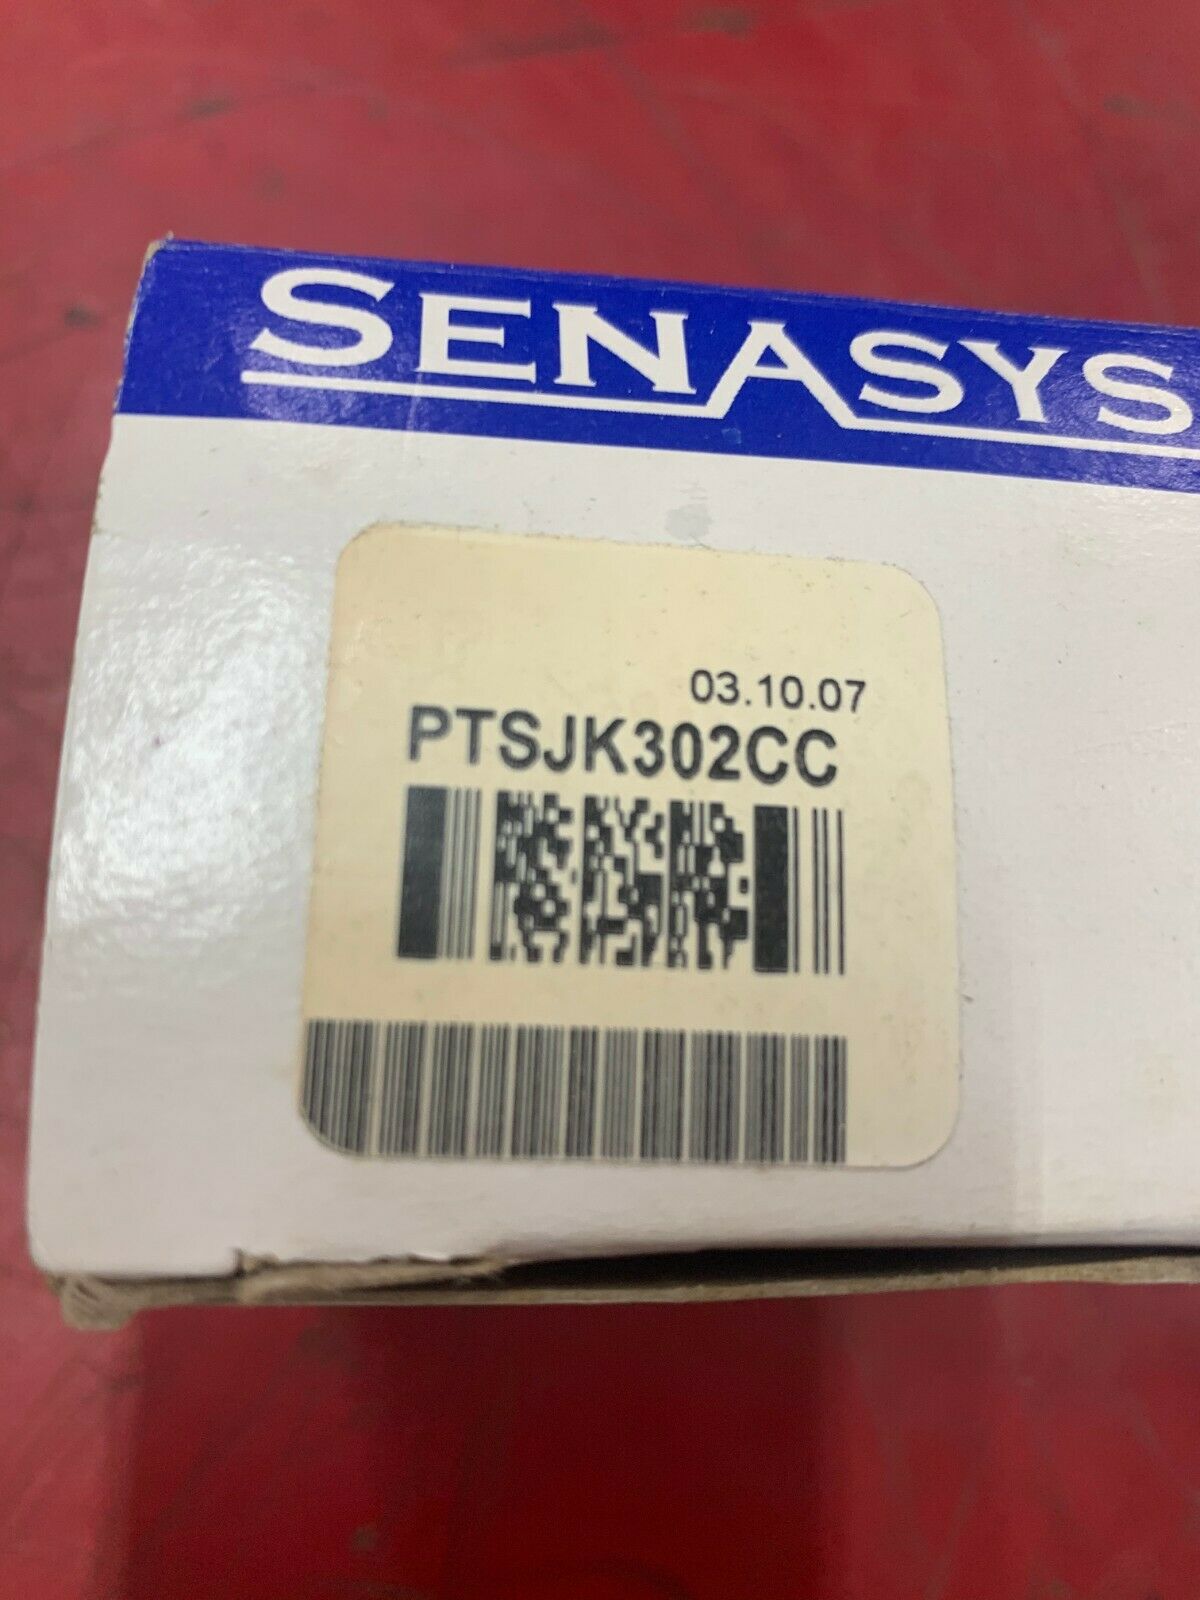 SENASYS
03.10.07
PTSJK302CC